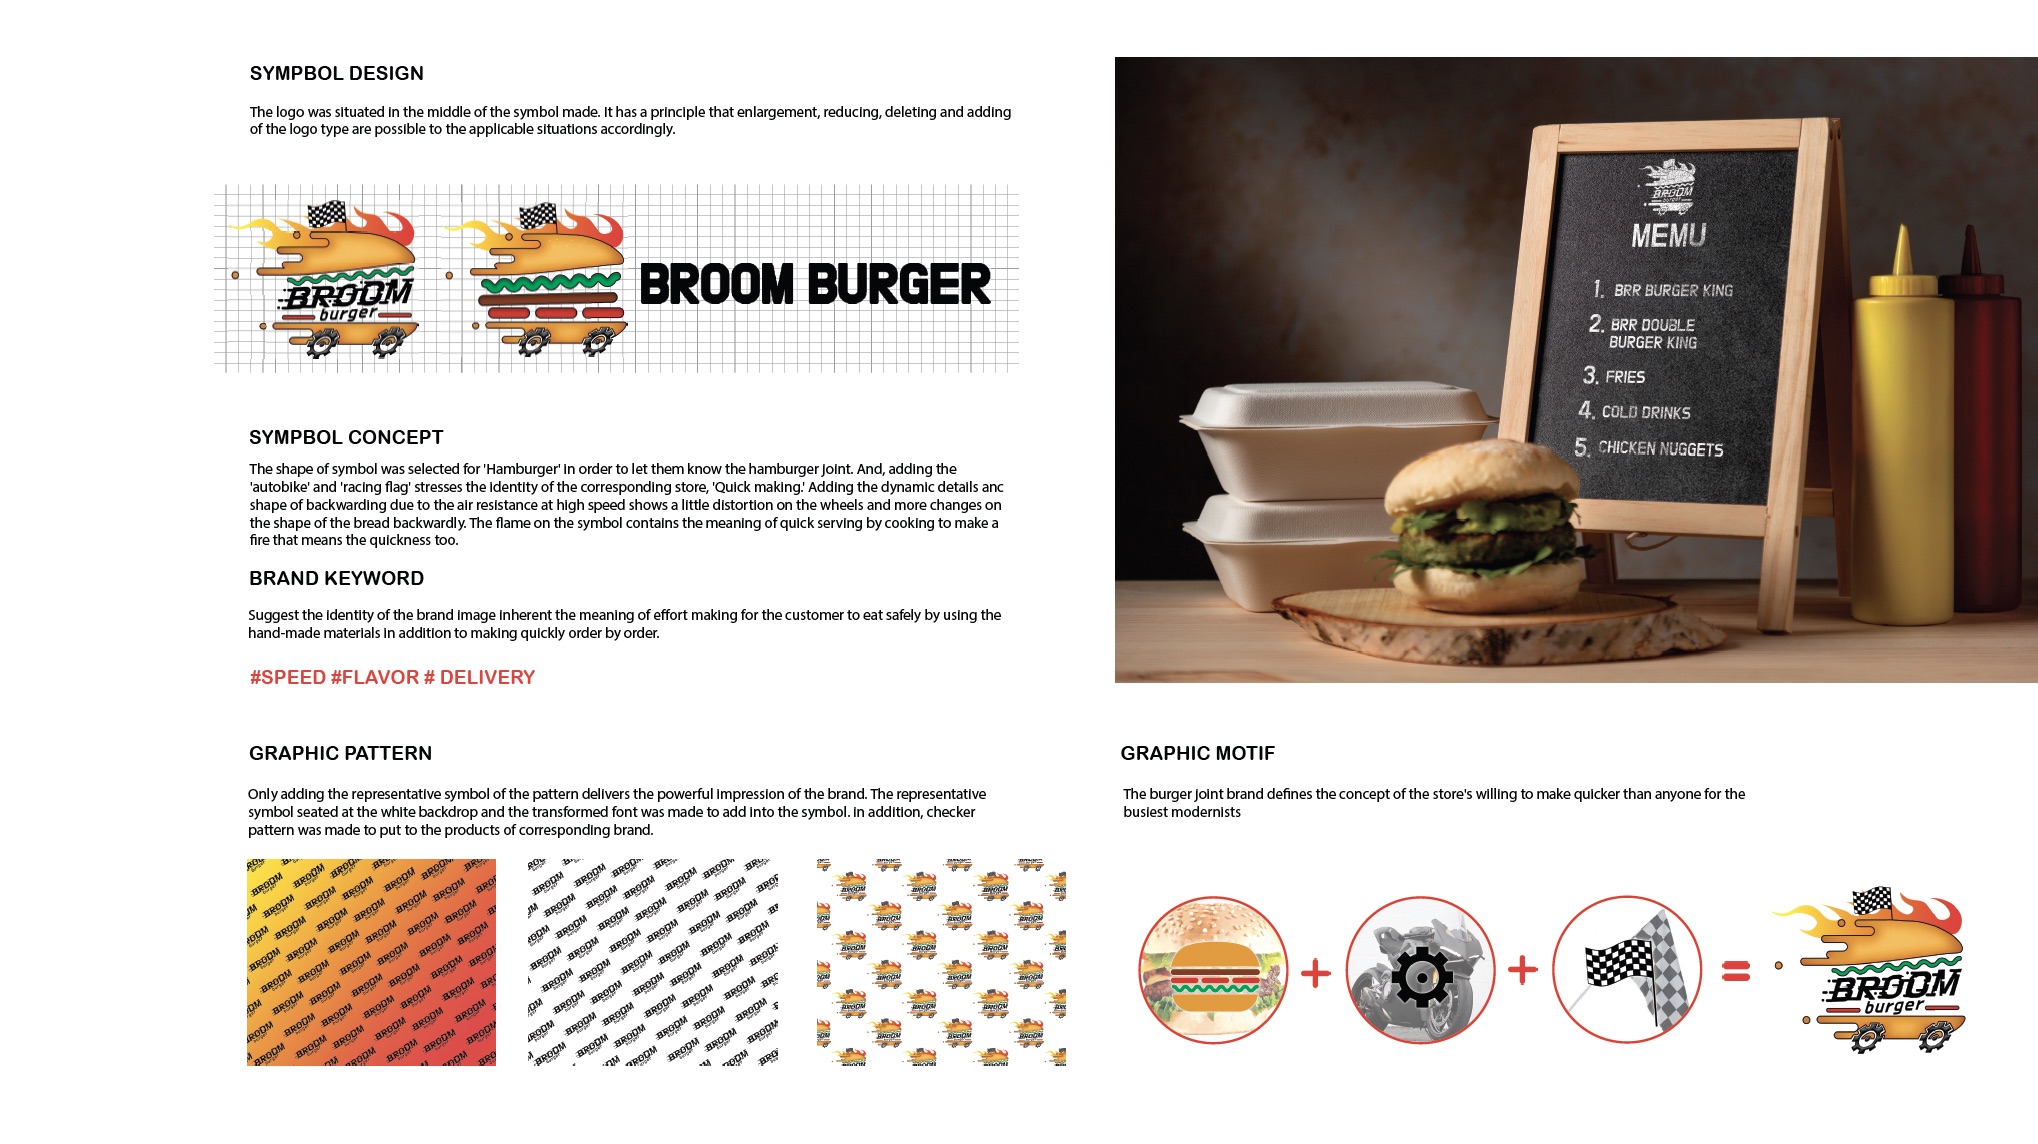 SYMPBOL DESIGN
The logo was situated in the middle of the symbol made. It has a principle that enlargement, reducing, deleting and adding
of the logo type are possible to the applicable situations accordingly.
BROOM
burger
BROOM BURGER
SYMPBOL CONCEPT
The shape of symbol was selected for 'Hamburger' in order to let them know the hamburger joint. And, adding the
'autobike' and 'racing flag' stresses the identity of the corresponding store, 'Quick making.' Adding the dynamic details anc
shape of backwarding due to the air resistance at high speed shows a little distortion on the wheels and more changes on
the shape of the bread backwardly. The flame on the symbol contains the meaning of quick serving by cooking to make a
fire that means the quickness too.
BRAND KEYWORD
Suggest the identity of the brand image inherent the meaning of effort making for the customer to eat safely by using the
hand-made materials in addition to making quickly order by order.
#SPEED #FLAVOR # DELIVERY
BROOM
burger
MEMU
1. BRR BURGER KING
2. BRR DOUBLE
BURGER KING
3. FRIES
4. COLD DRINKS
5. CHICKEN NUGGETS
GRAPHIC PATTERN
Only adding the representative symbol of the pattern delivers the powerful impression of the brand. The representative
symbol seated at the white backdrop and the transformed font was made to add into the symbol. in addition, checker
pattern was made to put to the products of corresponding brand.
GRAPHIC MOTIF
The burger joint brand defines the concept of the store's willing to make quicker than anyone for the
busiest modernists
+ + =
BROOM
burger